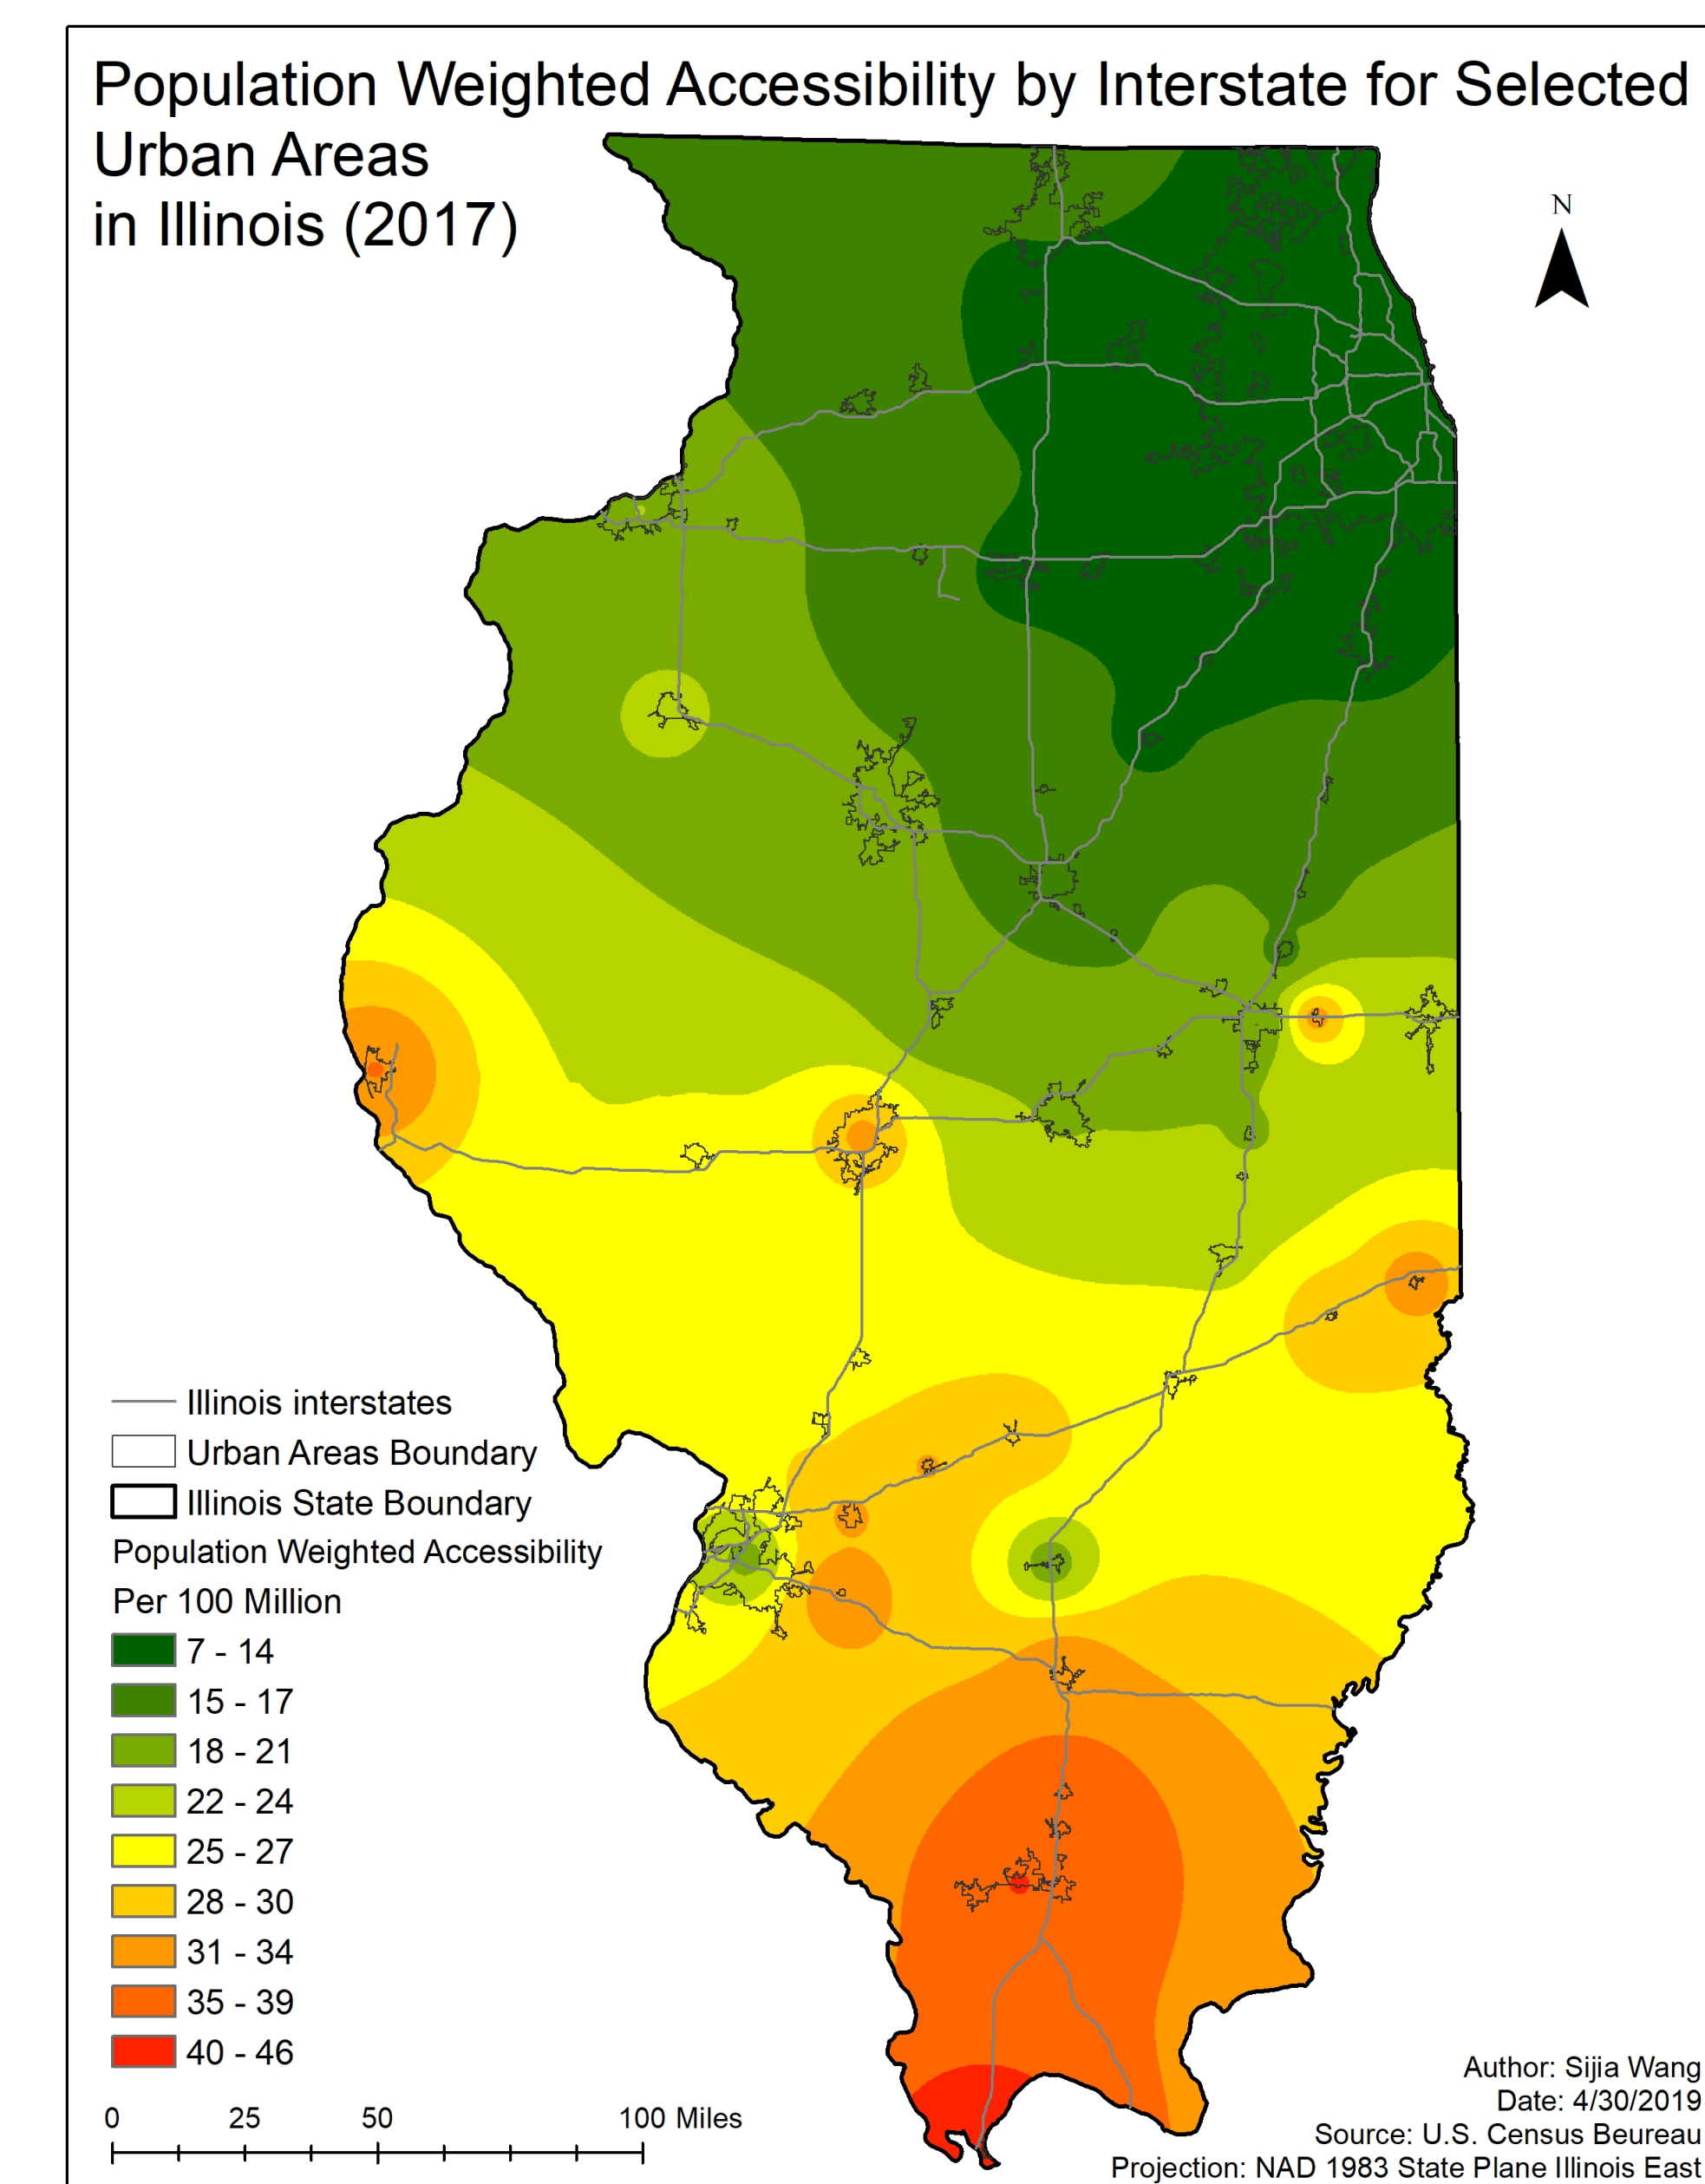 Population Weighted Accessibility by Interstate for Selected
Urban Areas
in Illinois (2017)
N
Illinois interstates
Urban Areas Boundary
Illinois State Boundary
Population Weighted Accessibility
Per 100 Million
7 - 14
15 - 17
18 - 21
22 - 24
25 - 27
28 - 30
31 - 34
35 - 39
40 - 46
0 25 50 100 Miles
Author: Sijia Wang
Date: 4/30/2019
Source: U.S. Census Beureau
Projection: NAD 1983 State Plane Illinois East